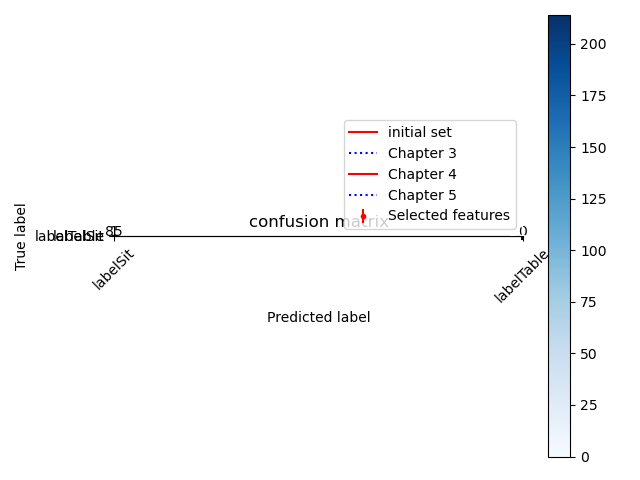 200
175
150
125
100
75
50
25
0
initial set
Chapter 3
Chapter 4
Chapter 5
Selected features
confusion matrix
True label
labelSit
85
0
labelSit
labelTable
Predicted label